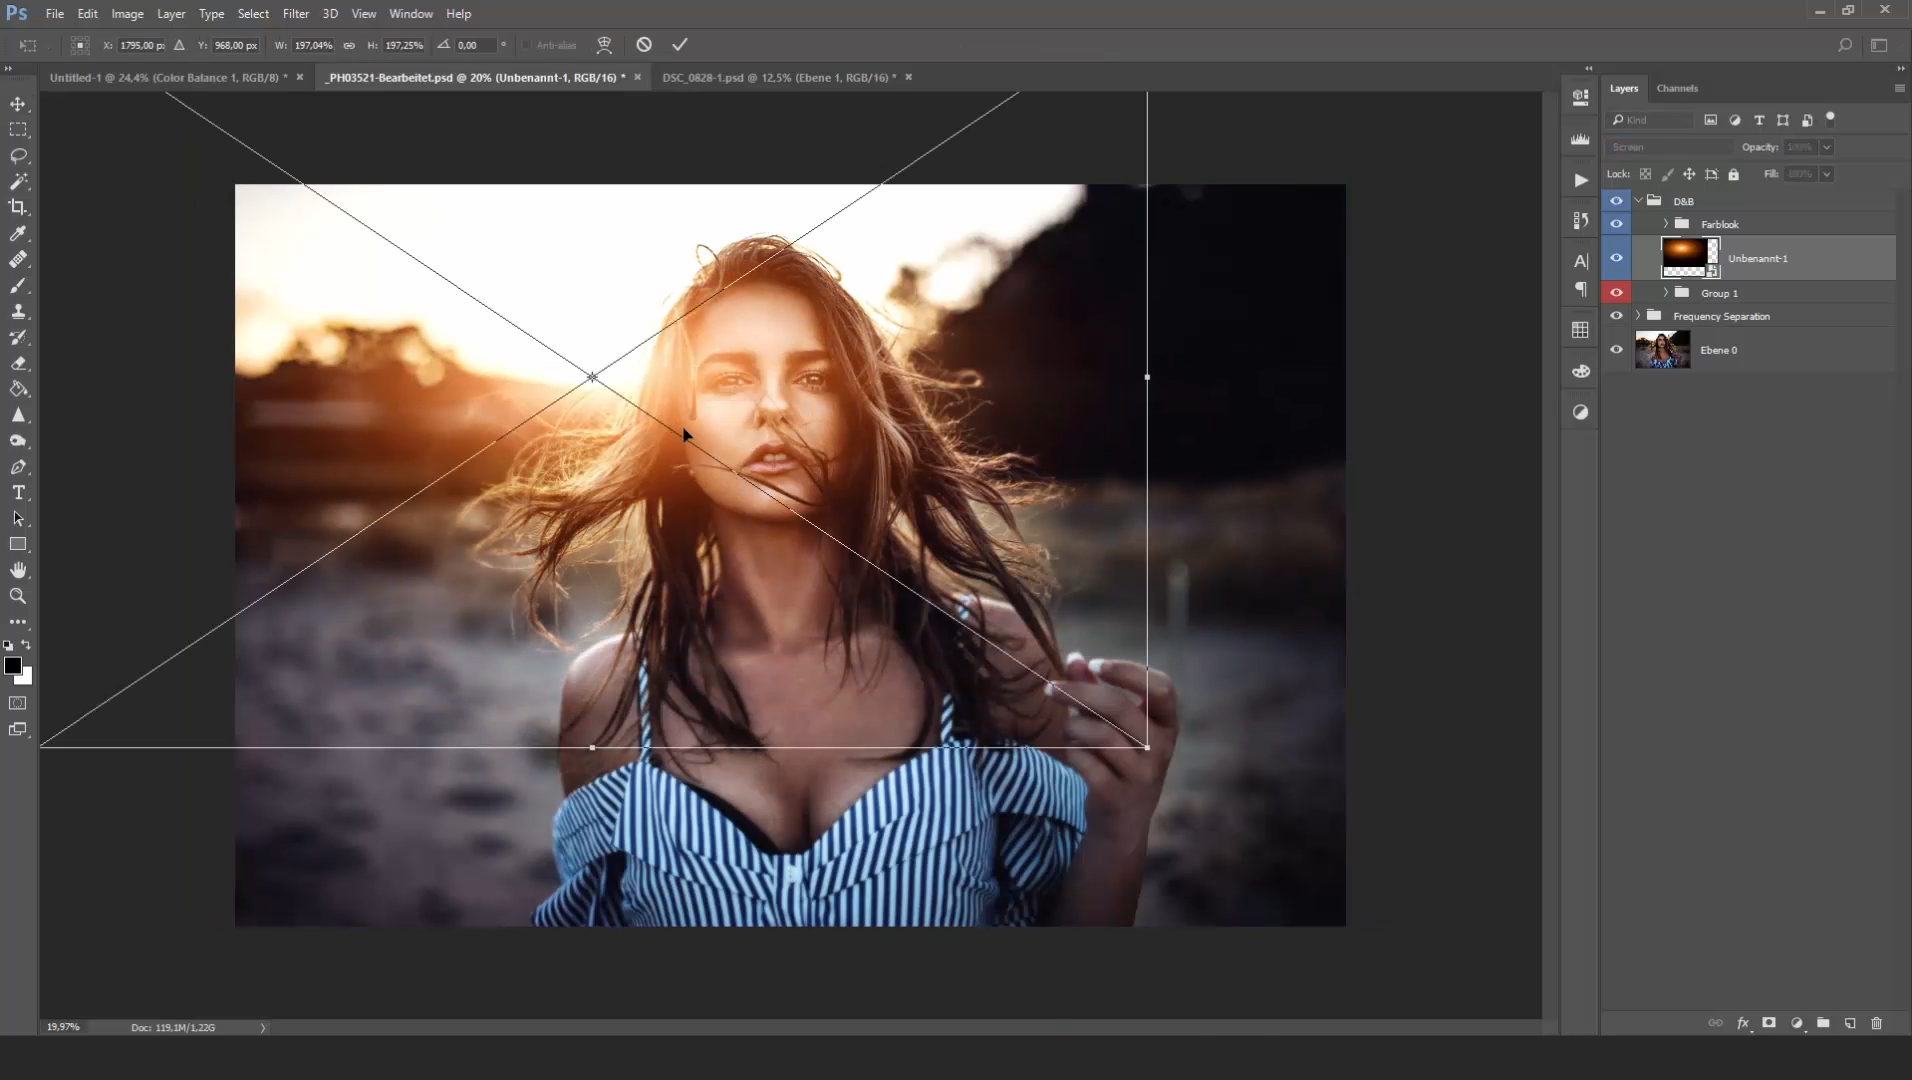 Ps File Edit Image Layer Type Select Filter 3D View Window Help
X: 1795,00 px Y: 968,00 px W: 197,04% H: 197,25% 0,00 ° Anti-alias
Untitled-1 @ 24,4% (Color Balance 1, RGB/8) * × _PH03521-Bearbeitet.psd @ 20% (Unbenannt-1, RGB/16) * × DSC_0828-1.psd @ 12,5% (Ebene 1, RGB/16) * ×
Layers Channels
Kind
Screen Opacity: 100%
Lock: Fill: 100%
D&B
Farblook
Unbenannt-1
Group 1
Frequency Separation
Ebene 0
19,97% Doc: 119,1M/1,22G